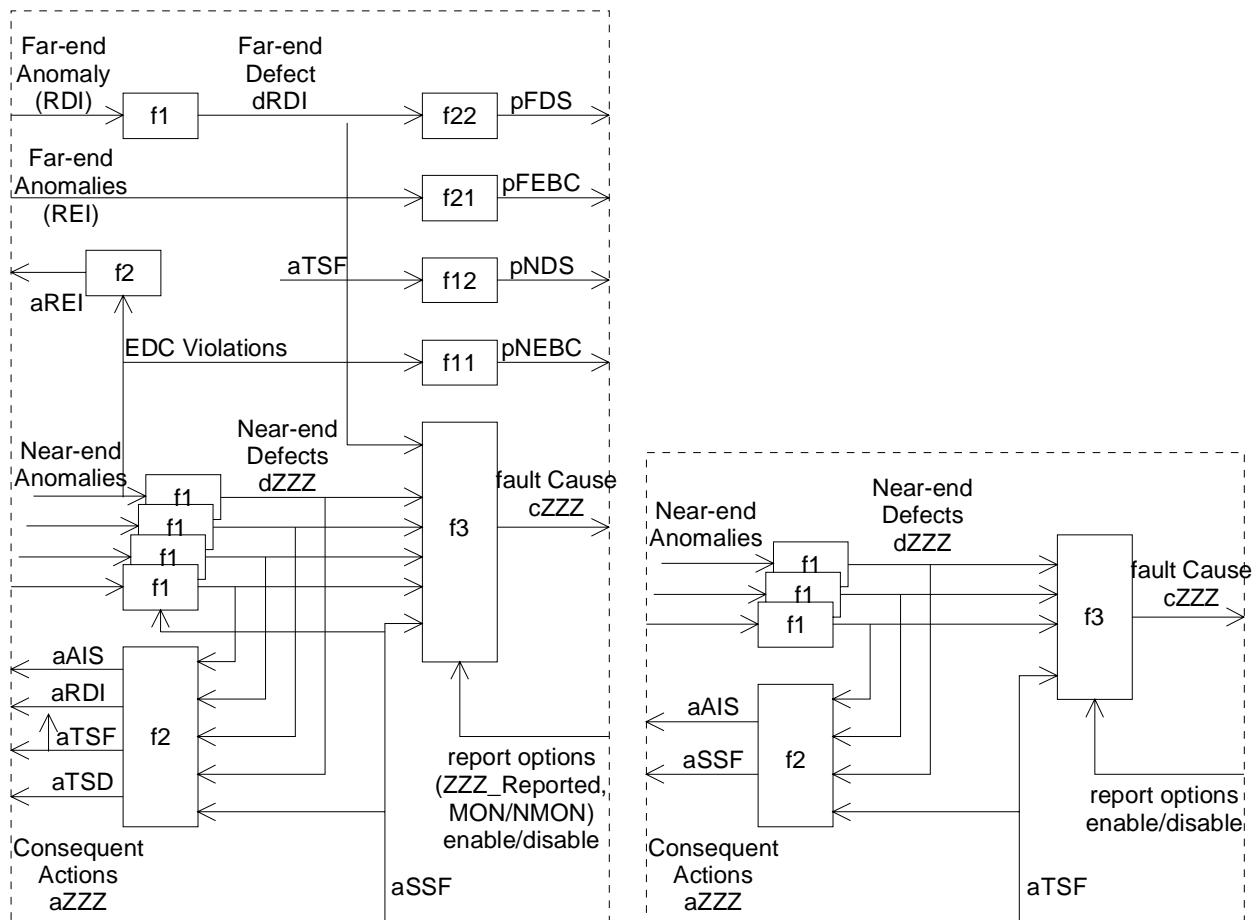 Far-end
Anomaly
(RDI)
f1
Far-end
Defect
dRDI
f22
pFDS
Far-end
Anomalies
(REI)
f21
pFEBC
f2
aREI
aTSF
f12
pNDS
EDC Violations
f11
pNEBC
Near-end
Anomalies
f1
f1
f1
f1
Near-end
Defects
dZZZ
f3
fault Cause
cZZZ
aAIS
aRDI
aTSF
aTSD
f2
report options
(ZZZ_Reported,
MON/NMON)
enable/disable
Consequent
Actions
aZZZ
aSSF
Near-end
Anomalies
f1
f1
f1
Near-end
Defects
dZZZ
f3
fault Cause
cZZZ
aAIS
aSSF
f2
report options
enable/disable
Consequent
Actions
aZZZ
aTSF